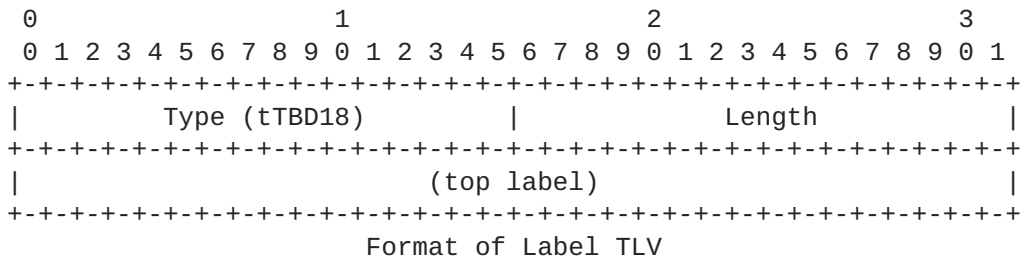 0                   1                   2                   3
 0 1 2 3 4 5 6 7 8 9 0 1 2 3 4 5 6 7 8 9 0 1 2 3 4 5 6 7 8 9 0 1
+-+-+-+-+-+-+-+-+-+-+-+-+-+-+-+-+-+-+-+-+-+-+-+-+-+-+-+-+-+-+-+-+
|         Type (tTBD18)         |             Length            |
+-+-+-+-+-+-+-+-+-+-+-+-+-+-+-+-+-+-+-+-+-+-+-+-+-+-+-+-+-+-+-+-+
|                          (top label)                          |
+-+-+-+-+-+-+-+-+-+-+-+-+-+-+-+-+-+-+-+-+-+-+-+-+-+-+-+-+-+-+-+-+
                       Format of Label TLV